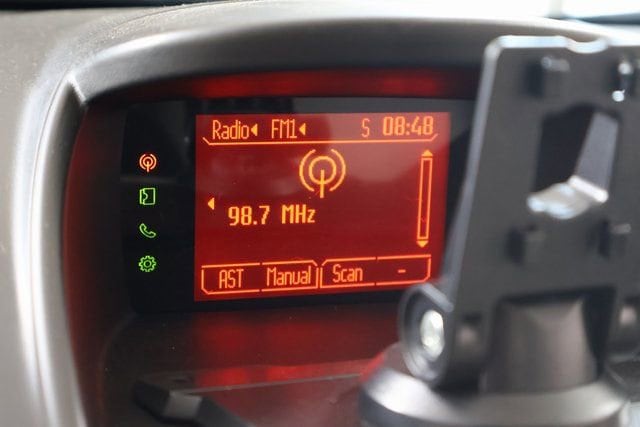 Radio FM1 S 08:48
98.7 MHz
AST Manual Scan -